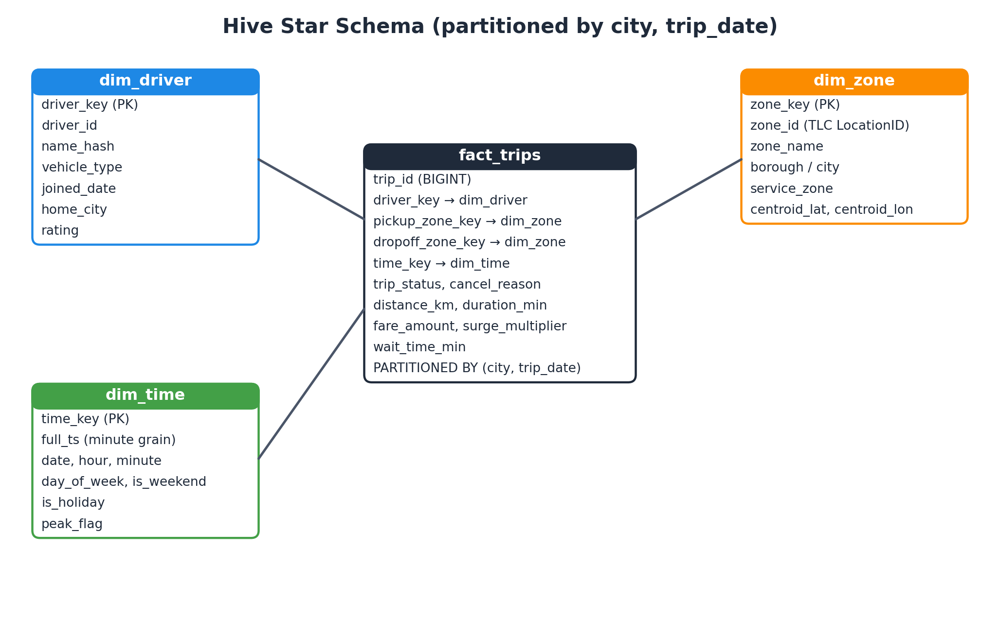 Hive Star Schema (partitioned by city, trip_date)
dim_driver
driver_key (PK)
driver_id
name_hash
vehicle_type
joined_date
home_city
rating
fact_trips
trip_id (BIGINT)
driver_key → dim_driver
pickup_zone_key → dim_zone
dropoff_zone_key → dim_zone
time_key → dim_time
trip_status, cancel_reason
distance_km, duration_min
fare_amount, surge_multiplier
wait_time_min
PARTITIONED BY (city, trip_date)
dim_zone
zone_key (PK)
zone_id (TLC LocationID)
zone_name
borough / city
service_zone
centroid_lat, centroid_lon
dim_time
time_key (PK)
full_ts (minute grain)
date, hour, minute
day_of_week, is_weekend
is_holiday
peak_flag